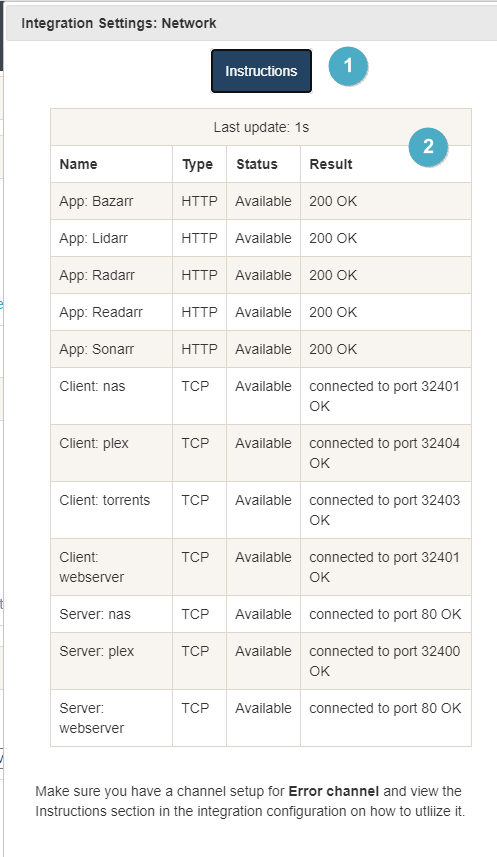 Integration Settings: Network
Instructions
1
Last update: 1s
2
Name Type Status Result
App: Bazarr HTTP Available 200 OK
App: Lidarr HTTP Available 200 OK
App: Radarr HTTP Available 200 OK
App: Readarr HTTP Available 200 OK
App: Sonarr HTTP Available 200 OK
Client: nas TCP Available connected to port 32401
OK
Client: plex TCP Available connected to port 32404
OK
Client: torrents TCP Available connected to port 32403
OK
Client: TCP Available connected to port 32401
webserver OK
Server: nas TCP Available connected to port 80 OK
Server: plex TCP Available connected to port 32400
OK
Server: TCP Available connected to port 80 OK
webserver
Make sure you have a channel setup for Error channel and view the
Instructions section in the integration configuration on how to utliize it.